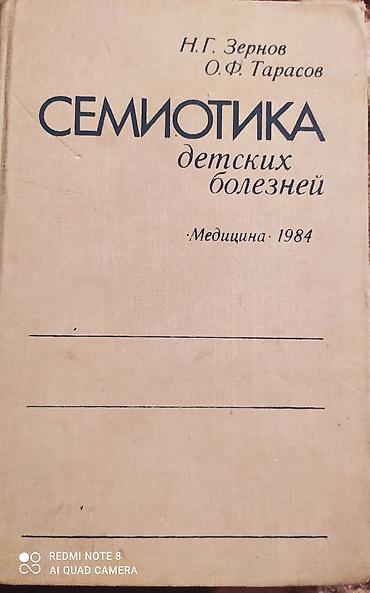 Н.Г. Зернов
О.Ф. Тарасов
СЕМИОТИКА
детских
болезней
·Медицина· 1984
REDMI NOTE 8
AI QUAD CAMERA